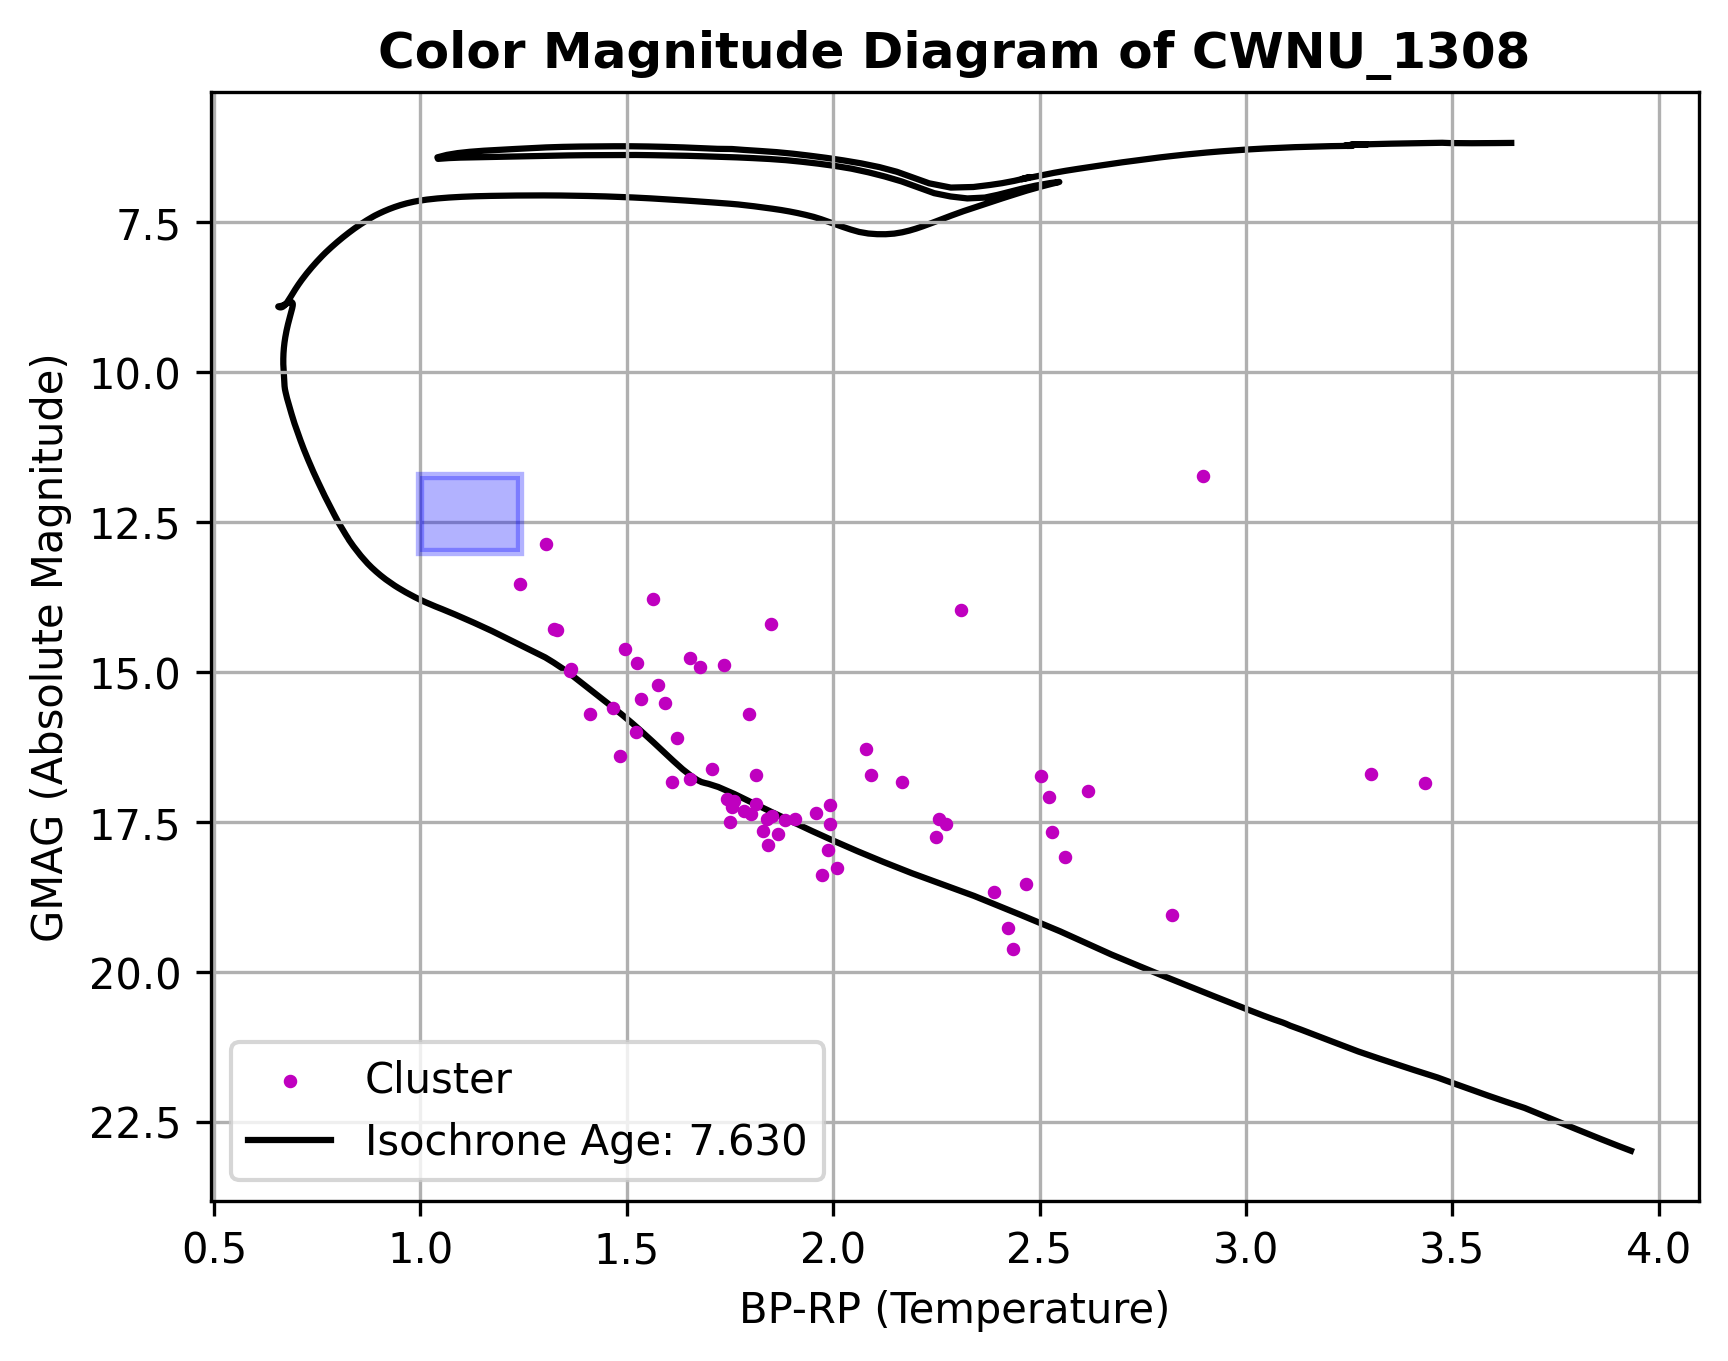 Color Magnitude Diagram of CWNU_1308
GMAG (Absolute Magnitude)
7.5
10.0
12.5
15.0
17.5
20.0
22.5
Cluster
Isochrone Age: 7.630
0.5 1.0 1.5 2.0 2.5 3.0 3.5 4.0
BP-RP (Temperature)